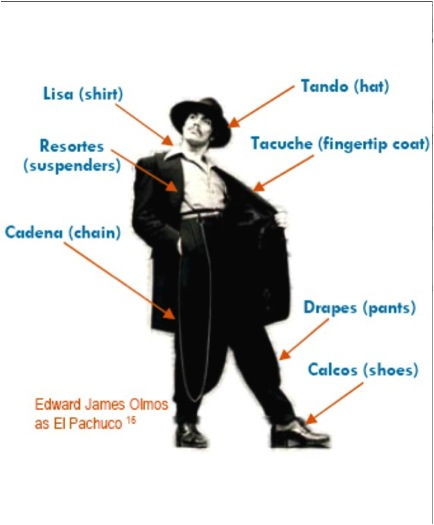 Tando (hat)
Lisa (shirt)
Resortes
(suspenders)
Tacuche (fingertip coat)
Cadena (chain)
Drapes (pants)
Calcos (shoes)
Edward James Olmos
as El Pachuco 16